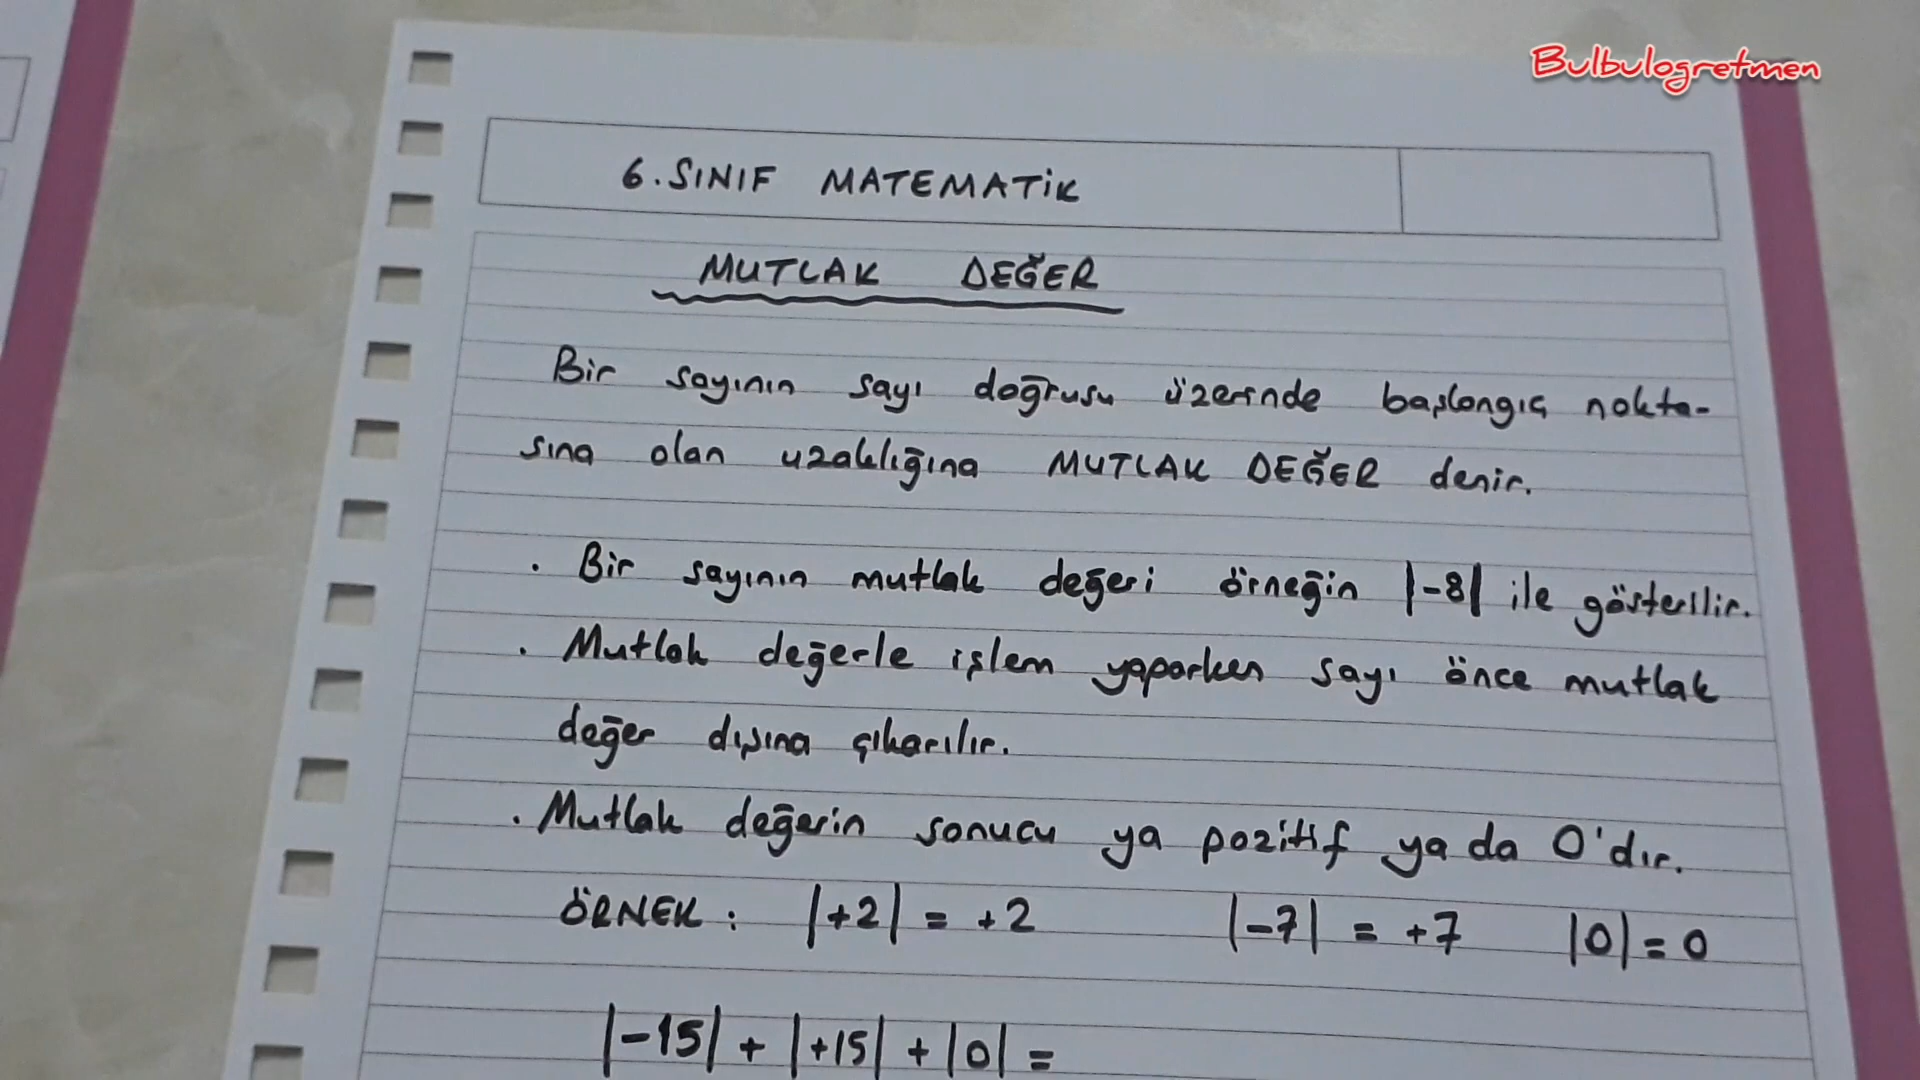 Bulbulogretmen
6. SINIF MATEMATİK
MUTLAK DEĞER
Bir sayının sayı doğrusu üzerinde başlangıç nokta-
sına olan uzaklığına MUTLAK DEĞER denir.
. Bir sayının mutlak değeri örneğin |-8| ile gösterilir.
. Mutlak değerle işlem yaparken sayı önce mutlak
değer dışına çıkarılır.
. Mutlak değerin sonucu ya pozitif ya da 0'dır.
ÖRNEK : |+2| = +2 |-7| = +7 |0| = 0
|-15| + |+15| + |0| =